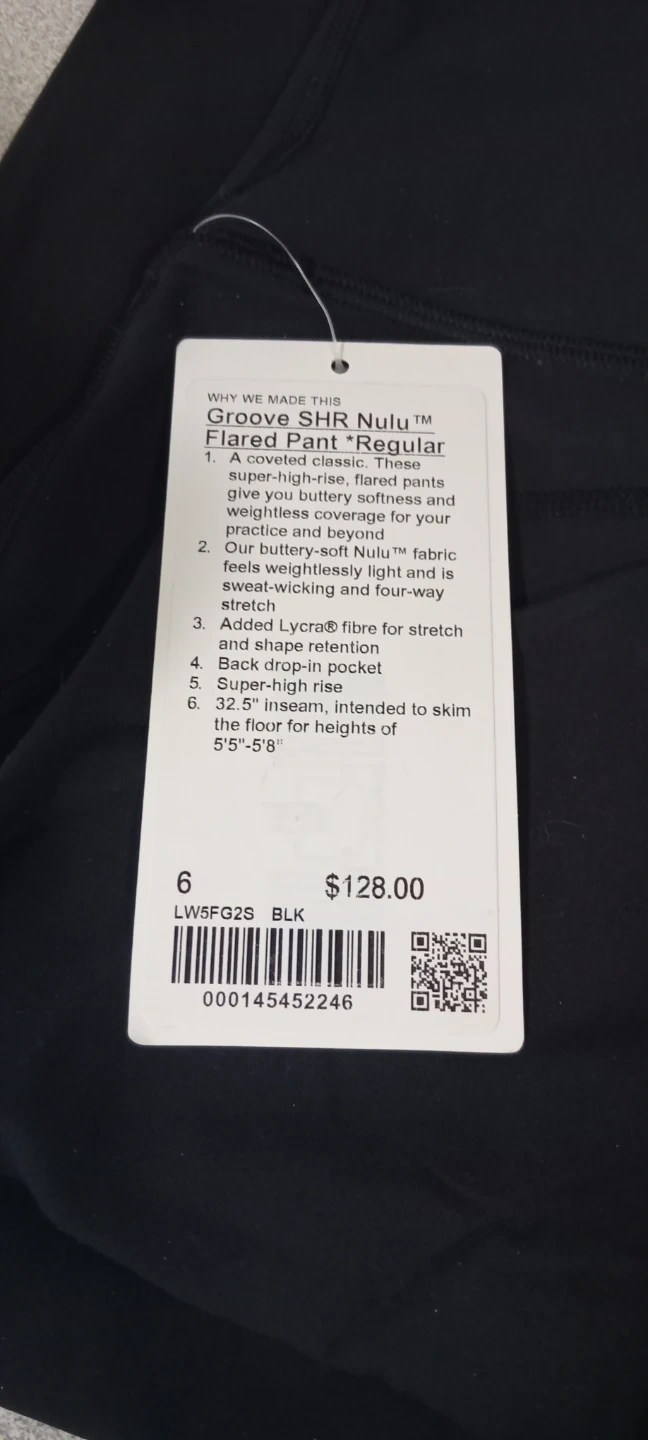 WHY WE MADE THIS
Groove SHR Nulu™
Flared Pant *Regular
1. A coveted classic. These
super-high-rise, flared pants
give you buttery softness and
weightless coverage for your
practice and beyond
2. Our buttery-soft Nulu™ fabric
feels weightlessly light and is
sweat-wicking and four-way
stretch
3. Added Lycra® fibre for stretch
and shape retention
4. Back drop-in pocket
5. Super-high rise
6. 32.5" inseam, intended to skim
the floor for heights of
5'5"-5'8"
6 $128.00
LW5FG2S BLK
000145452246